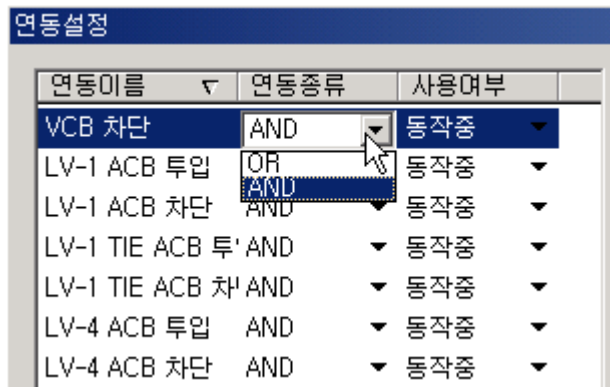 연동설정
연동이름 연동종류 사용여부
VCB 차단 AND 동작중
OR
AND
LV-1 ACB 투입 동작중
LV-1 ACB 차단 AND 동작중
LV-1 TIE ACB 투 AND 동작중
LV-1 TIE ACB 차 AND 동작중
LV-4 ACB 투입 AND 동작중
LV-4 ACB 차단 AND 동작중